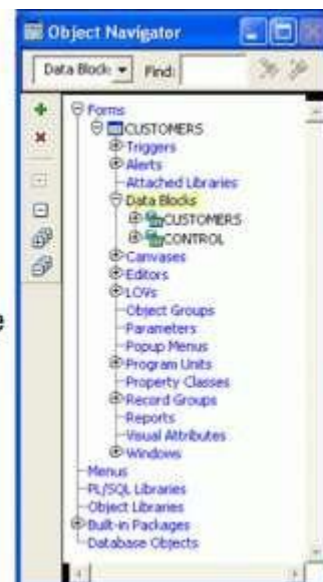 Object Navigator
Data Block Find:
Forms
CUSTOMERS
Triggers
Alerts
Attached Libraries
Data Blocks
CUSTOMERS
CONTROL
Canvases
Editors
LOVs
Object Groups
Parameters
Popup Menus
Program Units
Property Classes
Record Groups
Reports
Visual Attributes
Windows
Menus
PL/SQL Libraries
Object Libraries
Built-in Packages
Database Objects
e